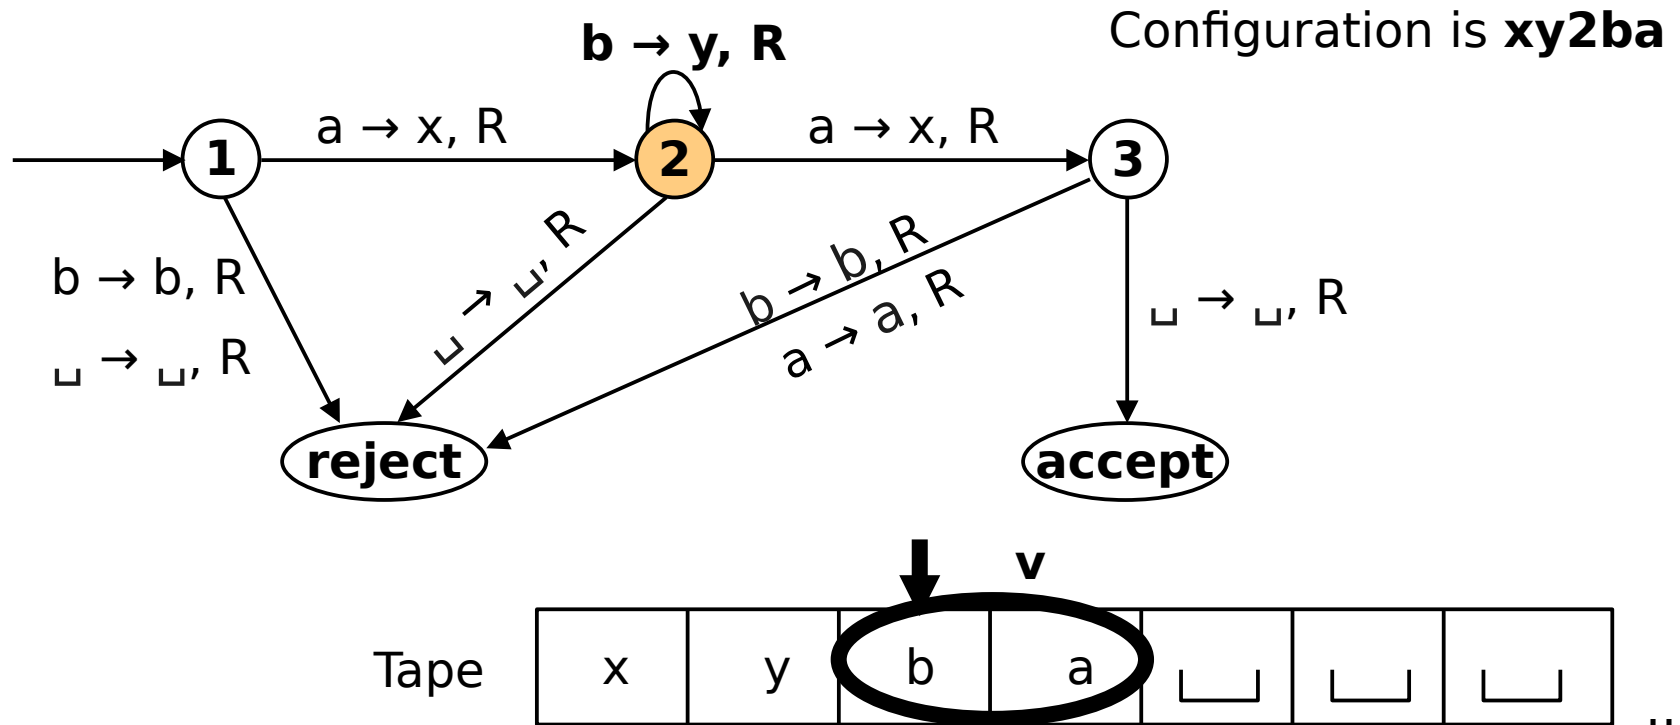 Configuration is xy2ba
b → y, R
a → x, R
a → x, R
1
2
3
b → b, R
␣ → ␣, R
␣ → ␣, R
b → b, R
a → a, R
␣ → ␣, R
reject
accept
v
Tape
x y b a ␣ ␣ ␣